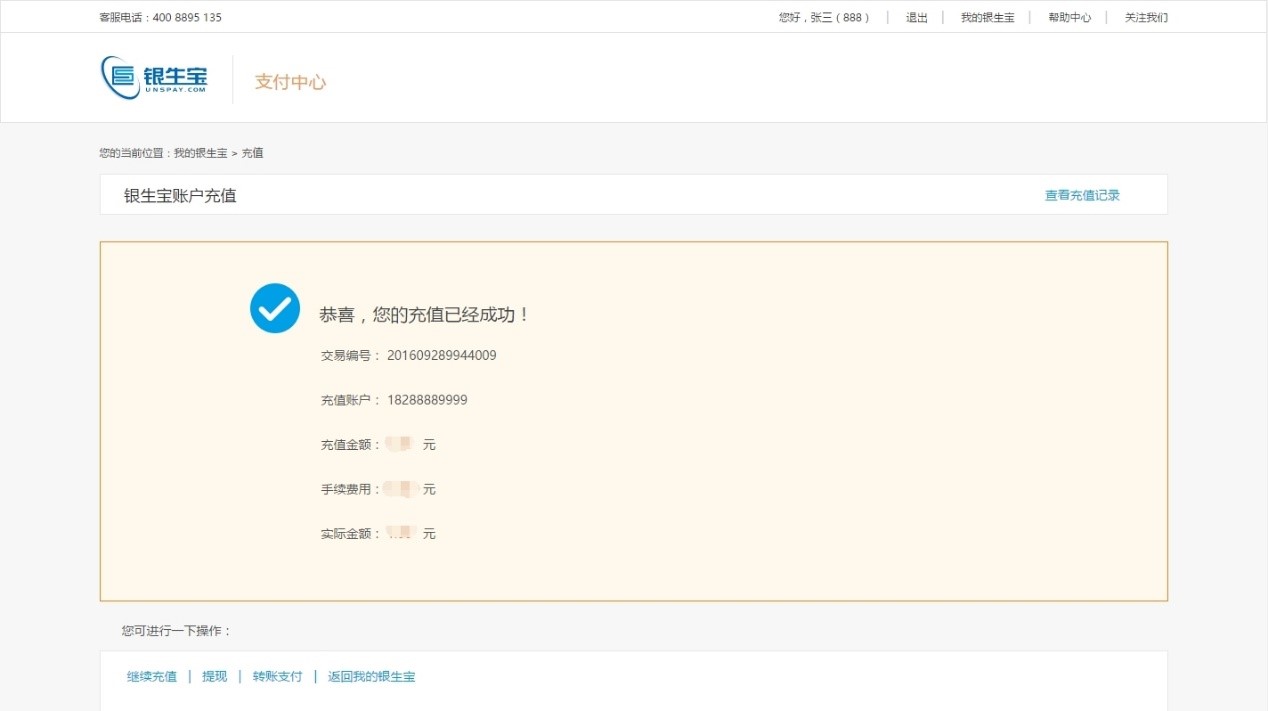 客服电话：400 8895 135
您好，张三（888） | 退出 | 我的银生宝 | 帮助中心 | 关注我们
银生宝
UNSPAY.COM
支付中心
您的当前位置：我的银生宝 > 充值
银生宝账户充值
查看充值记录
恭喜，您的充值已经成功！
交易编号： 201609289944009
充值账户： 18288889999
充值金额： 元
手续费用： 元
实际金额： 元
您可进行一下操作：
继续充值 | 提现 | 转账支付 | 返回我的银生宝